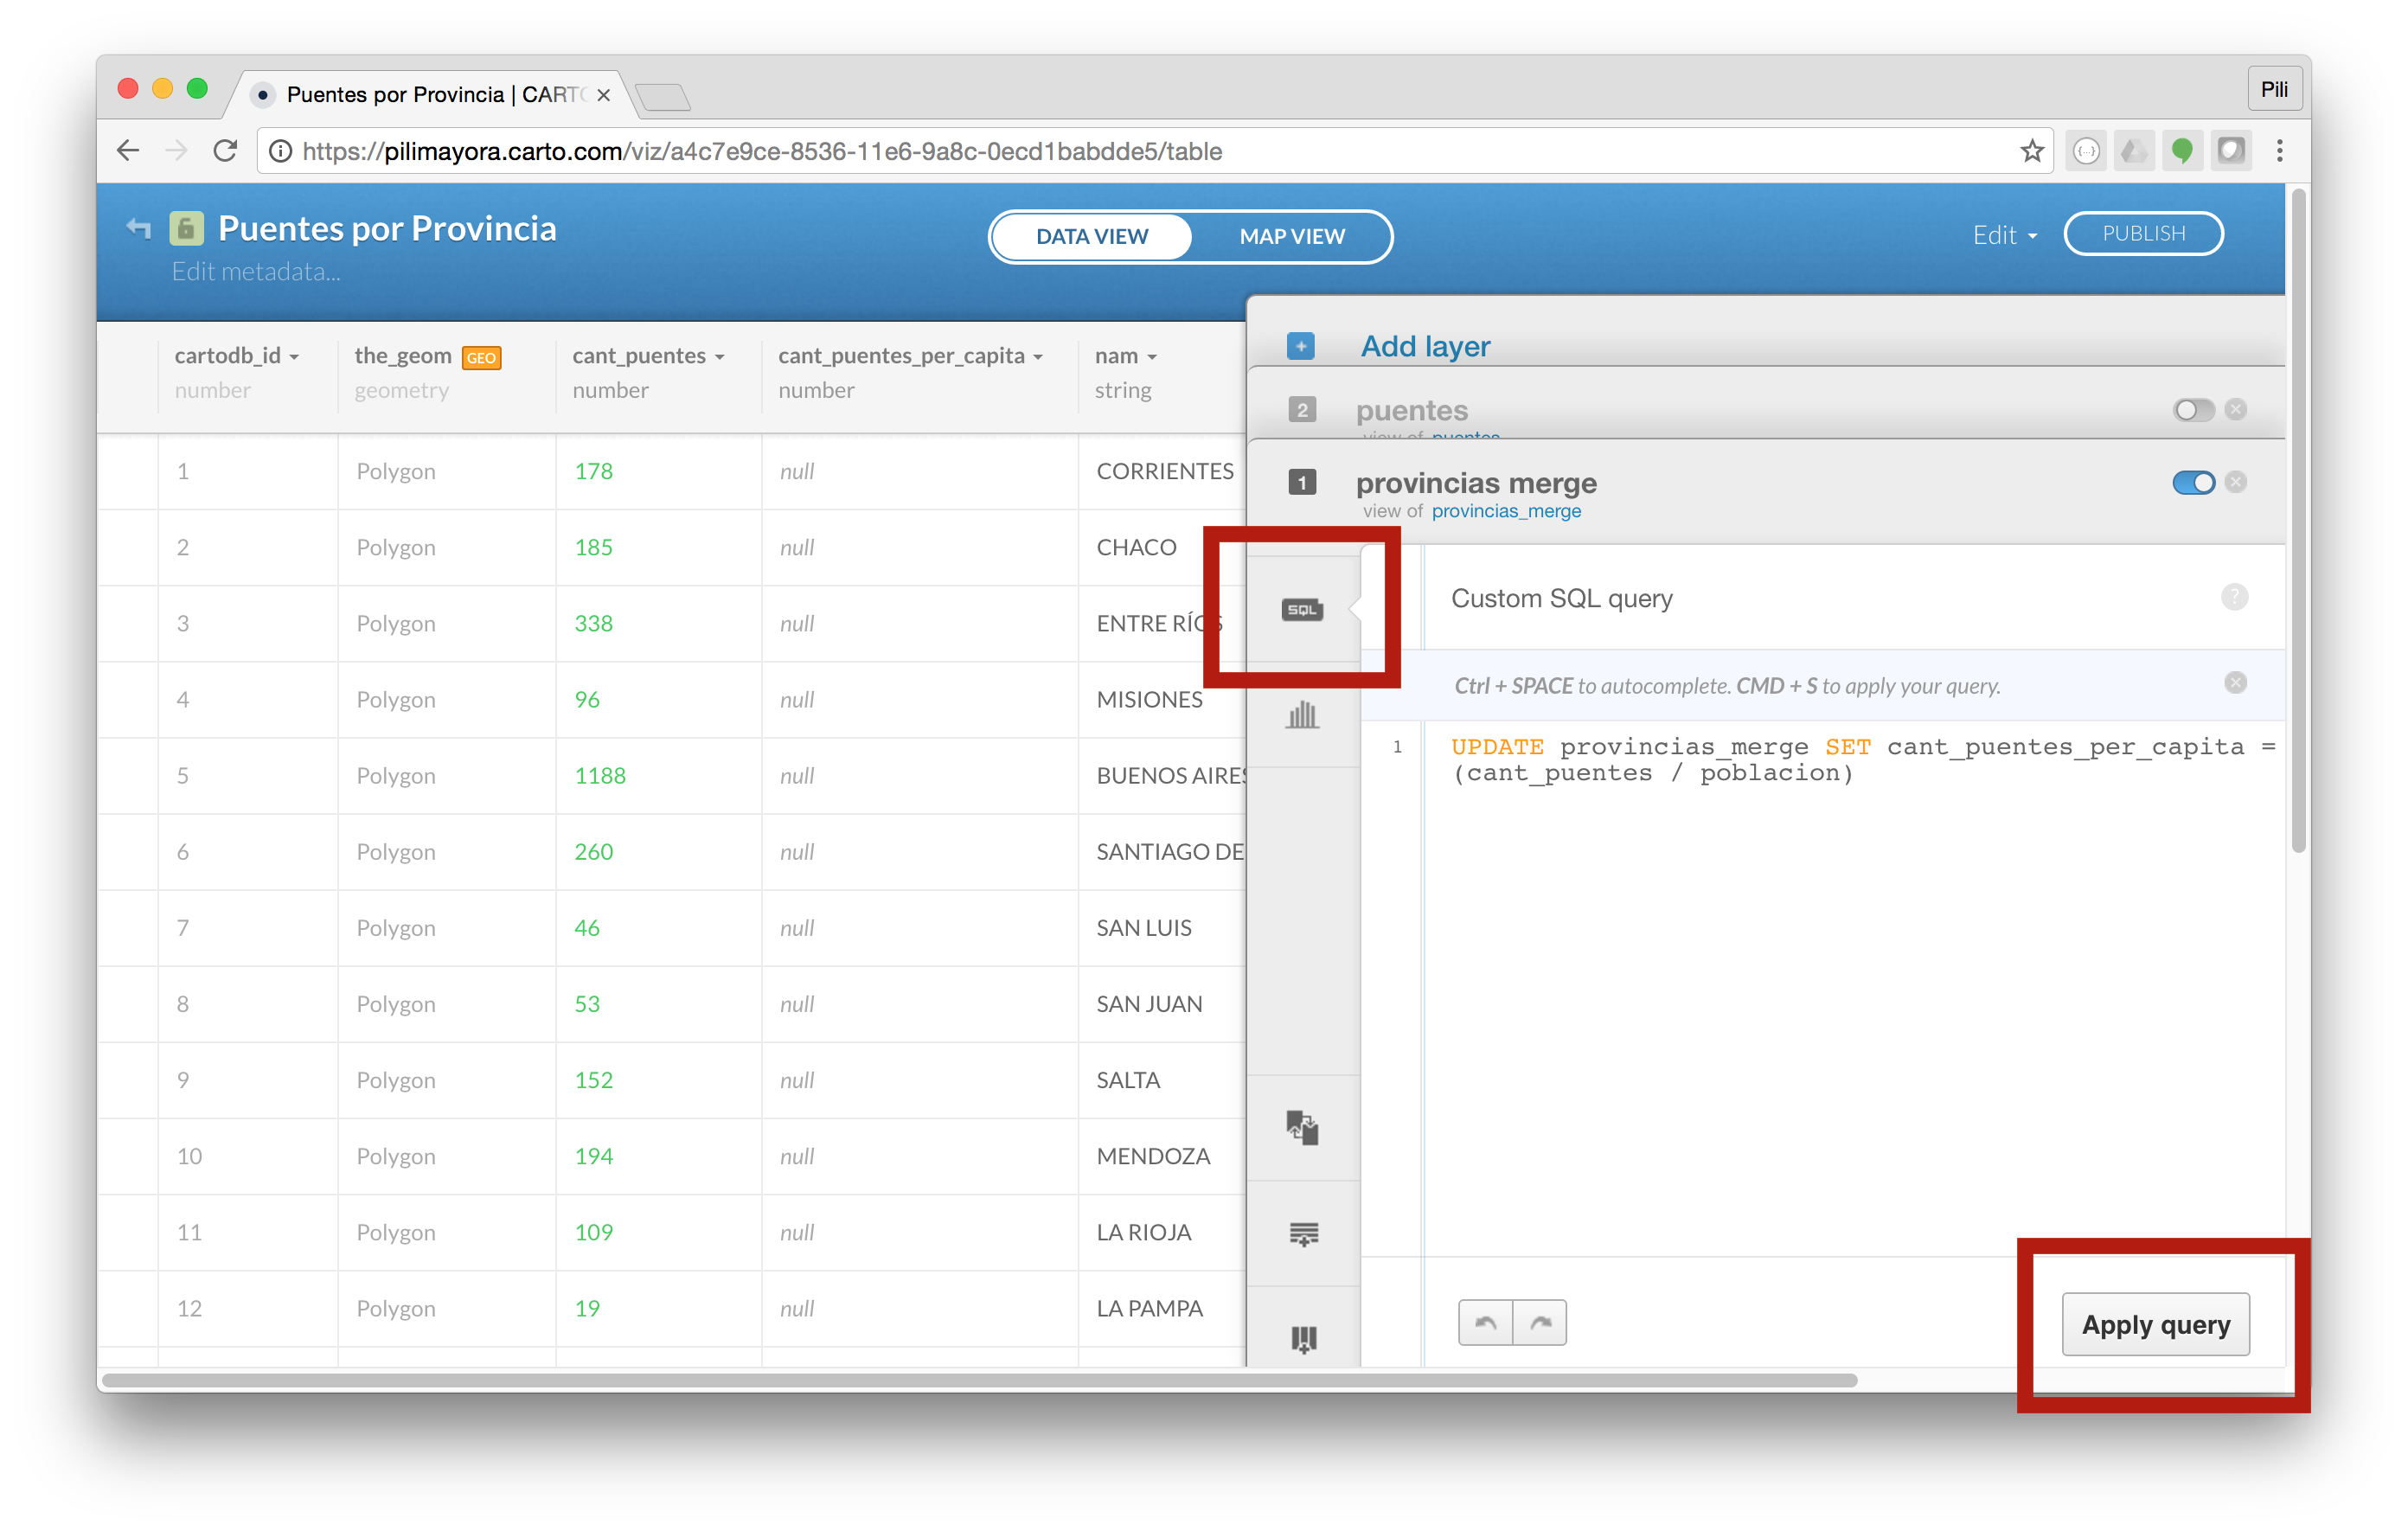 Puentes por Provincia | CARTO
Pili
https://pilimayora.carto.com/viz/a4c7e9ce-8536-11e6-9a8c-0ecd1babdde5/table
Puentes por Provincia
Edit metadata...
DATA VIEW
MAP VIEW
Edit
PUBLISH
cartodb_id the_geom GEO cant_puentes cant_puentes_per_capita nam
number geometry number number string
1 Polygon 178 null CORRIENTES
2 Polygon 185 null CHACO
3 Polygon 338 null ENTRE RÍOS
4 Polygon 96 null MISIONES
5 Polygon 1188 null BUENOS AIRES
6 Polygon 260 null SANTIAGO DE
7 Polygon 46 null SAN LUIS
8 Polygon 53 null SAN JUAN
9 Polygon 152 null SALTA
10 Polygon 194 null MENDOZA
11 Polygon 109 null LA RIOJA
12 Polygon 19 null LA PAMPA
Add layer
2 puentes
view of puentes
1 provincias merge
view of provincias_merge
SQL
Custom SQL query
?
Ctrl + SPACE to autocomplete. CMD + S to apply your query.
1 UPDATE provincias_merge SET cant_puentes_per_capita =
(cant_puentes / poblacion)
Apply query